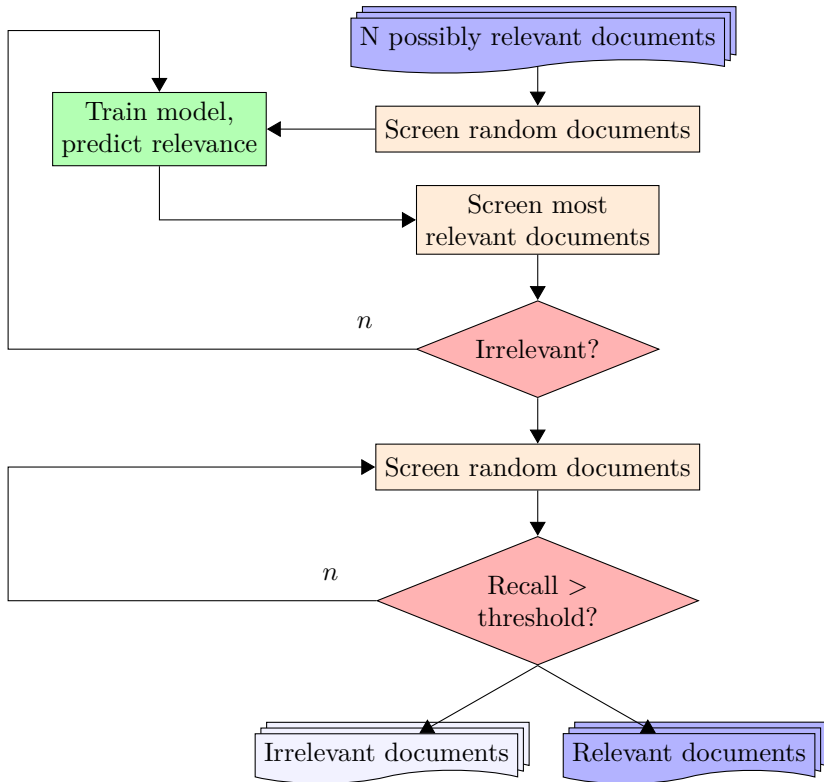 N possibly relevant documents
Train model,
predict relevance
Screen random documents
Screen most
relevant documents
n
Irrelevant?
Screen random documents
n
Recall >
threshold?
Irrelevant documents
Relevant documents